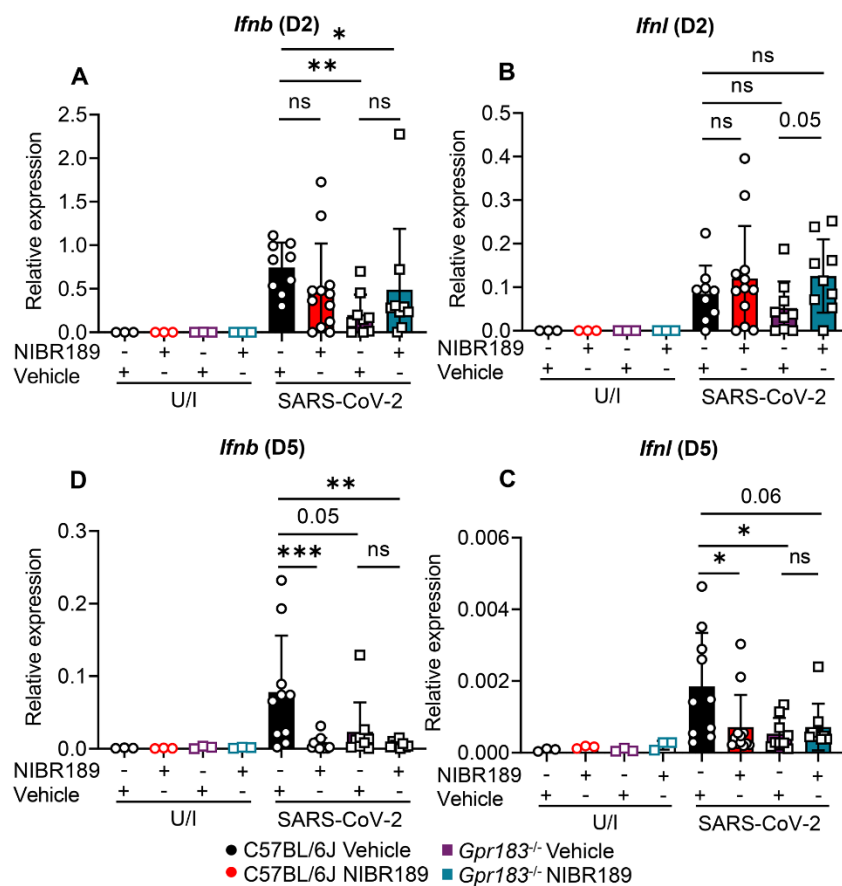 Ifnb (D2)
A
*
**
ns ns
2.5
2.0
1.5
1.0
0.5
0.0
Relative expression
NIBR189 - + - + - + - +
Vehicle + - + - + - + -
U/I SARS-CoV-2
Ifnl (D2)
B
ns
ns
ns 0.05
0.5
0.4
0.3
0.2
0.1
0.0
Relative expression
NIBR189 - + - + - + - +
Vehicle + - + - + - + -
U/I SARS-CoV-2
Ifnb (D5)
D
**
0.05
*** ns
0.3
0.2
0.1
0.0
Relative expression
NIBR189 - + - + - + - +
Vehicle + - + - + - + -
U/I SARS-CoV-2
Ifnl (D5)
C
0.06
*
* ns
0.006
0.004
0.002
0.000
Relative expression
NIBR189 - + - + - + - +
Vehicle + - + - + - + -
U/I SARS-CoV-2
C57BL/6J Vehicle Gpr183-/- Vehicle
C57BL/6J NIBR189 Gpr183-/- NIBR189